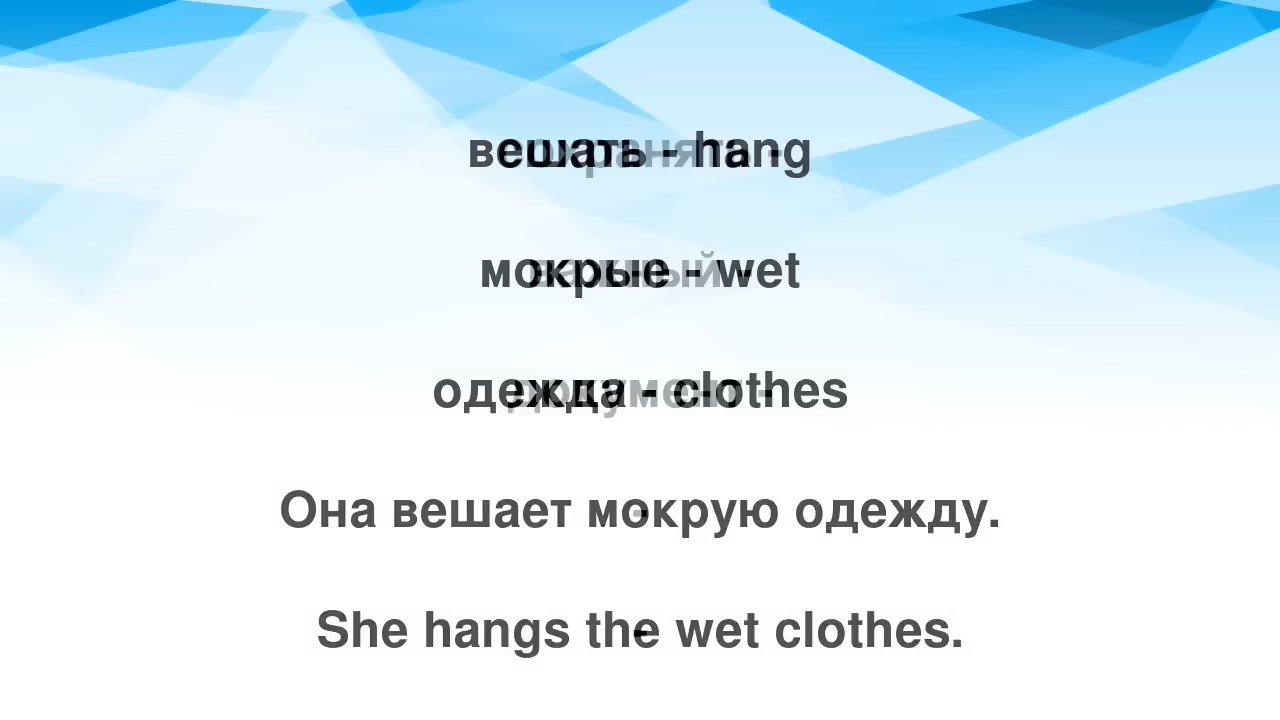 вешать - hang
мокрые - wet
одежда - clothes
Она вешает мокрую одежду.
She hangs the wet clothes.